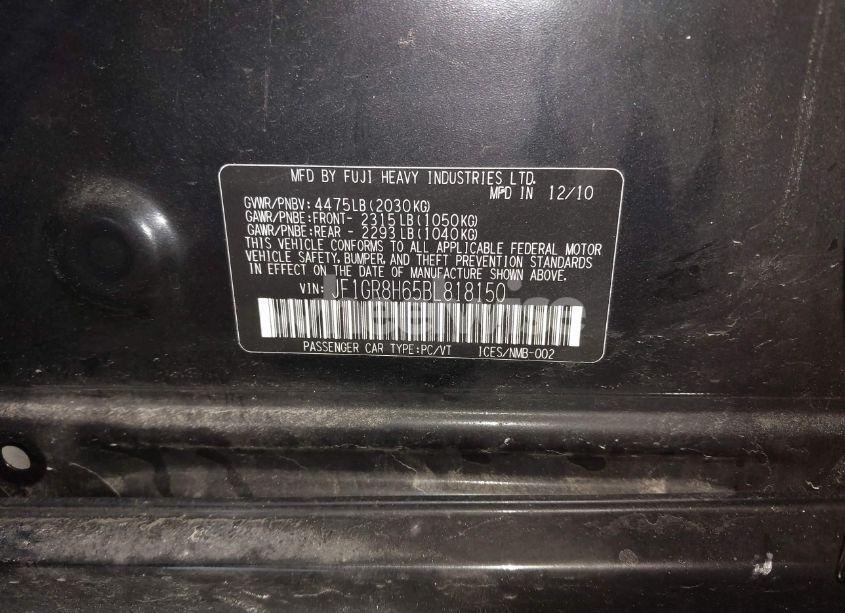 MFD BY FUJI HEAVY INDUSTRIES LTD.
MFD IN 12/10
GVWR/PNBV: 4475LB(2030KG)
GAWR/PNBE:FRONT- 2315LB(1050KG)
GAWR/PNBE:REAR - 2293LB(1040KG)
THIS VEHICLE CONFORMS TO ALL APPLICABLE FEDERAL MOTOR
VEHICLE SAFETY, BUMPER, AND THEFT PREVENTION STANDARDS
IN EFFECT ON THE DATE OF MANUFACTURE SHOWN ABOVE.
VIN: JF1GR8H65BL818150
PASSENGER CAR TYPE:PC/VT ICES/NMB-002